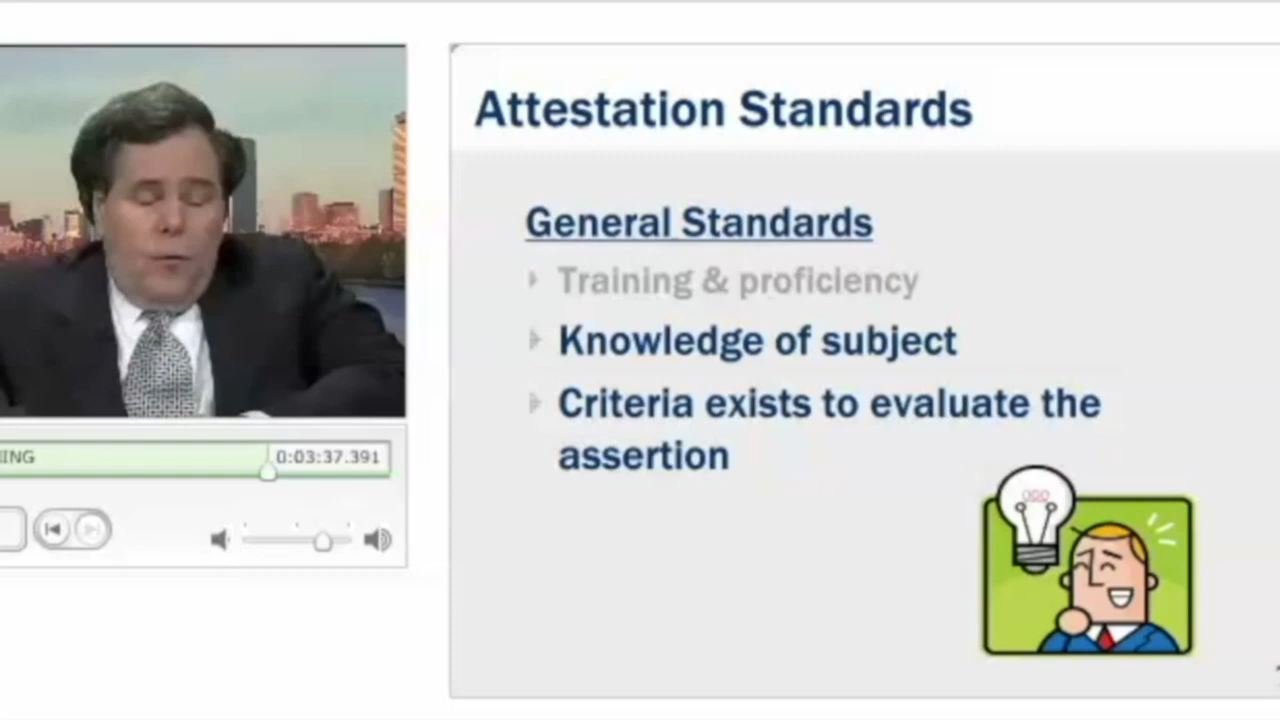 Attestation Standards
General Standards
Training & proficiency
Knowledge of subject
Criteria exists to evaluate the
assertion
ING
0:03:37.391